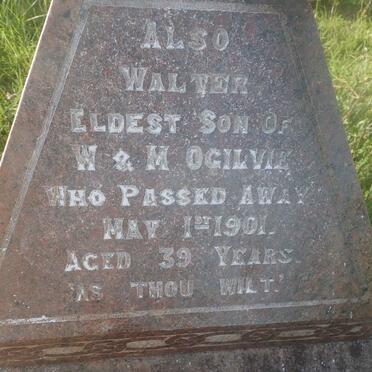 ALSO
WALTER
ELDEST SON OF
W & M OGILVIE
WHO PASSED AWAY
MAY 1ST 1901.
AGED 39 YEARS.
"AS THOU WILT."